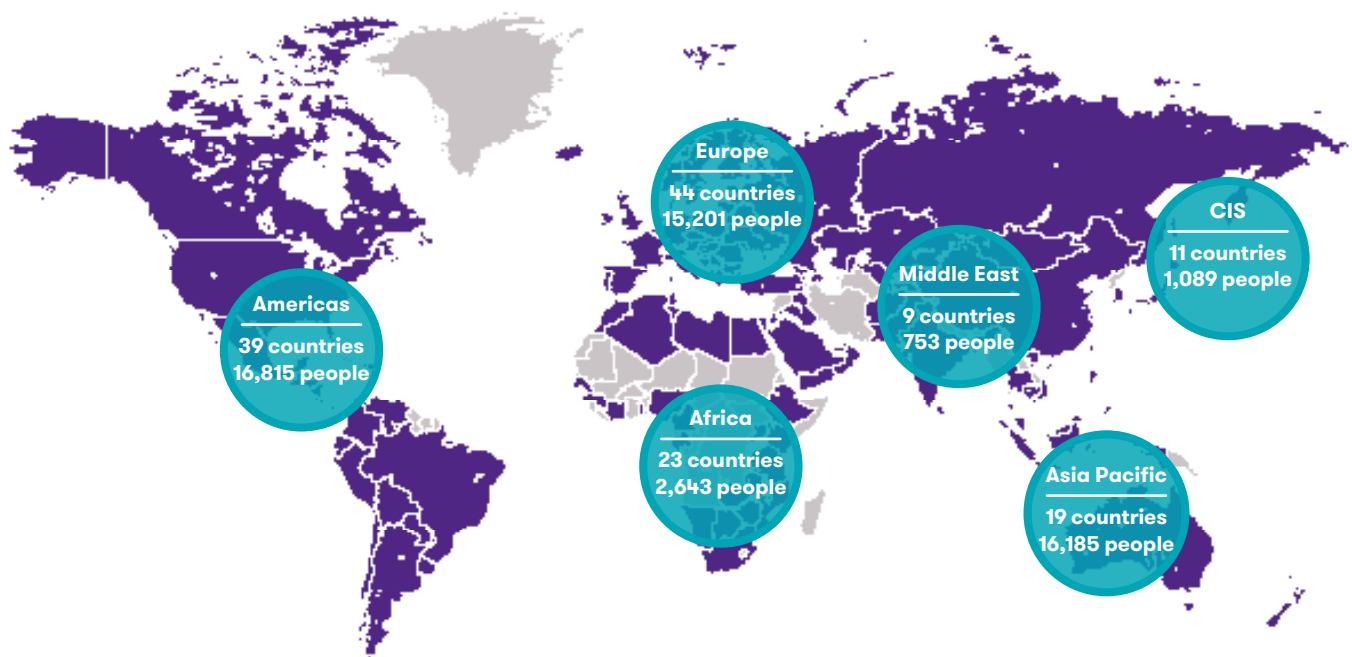 Europe
44 countries
15,201 people
CIS
11 countries
1,089 people
Middle East
9 countries
753 people
Americas
39 countries
16,815 people
Africa
23 countries
2,643 people
Asia Pacific
19 countries
16,185 people